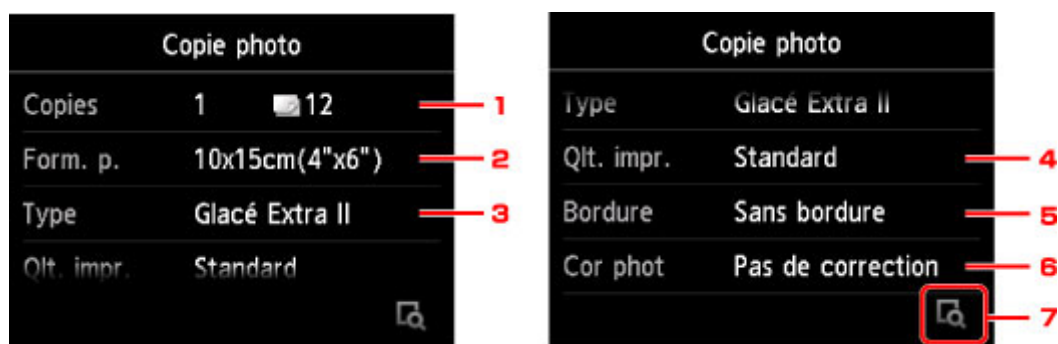 Copie photo
Copies 1 12 1
Form. p. 10x15cm(4"x6") 2
Type Glacé Extra II 3
Qlt. impr. Standard
Copie photo
Type Glacé Extra II
Qlt. impr. Standard 4
Bordure Sans bordure 5
Cor phot Pas de correction 6
7